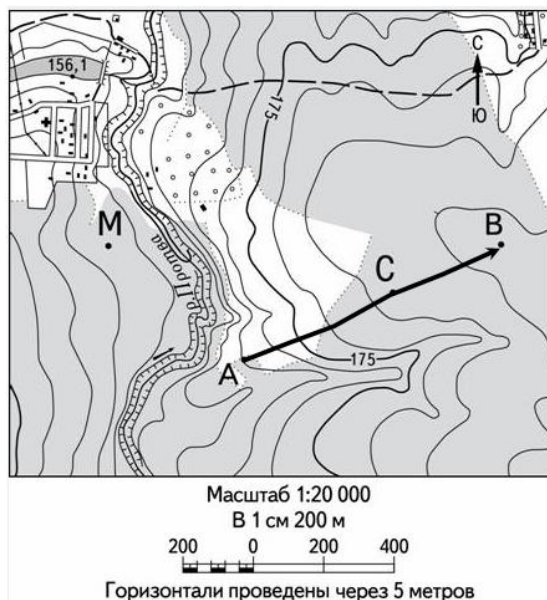 156,1
С
Ю
175
М
В
р. Протва
С
А
175
Масштаб 1:20 000
В 1 см 200 м
200 0 200 400
Горизонтали проведены через 5 метров